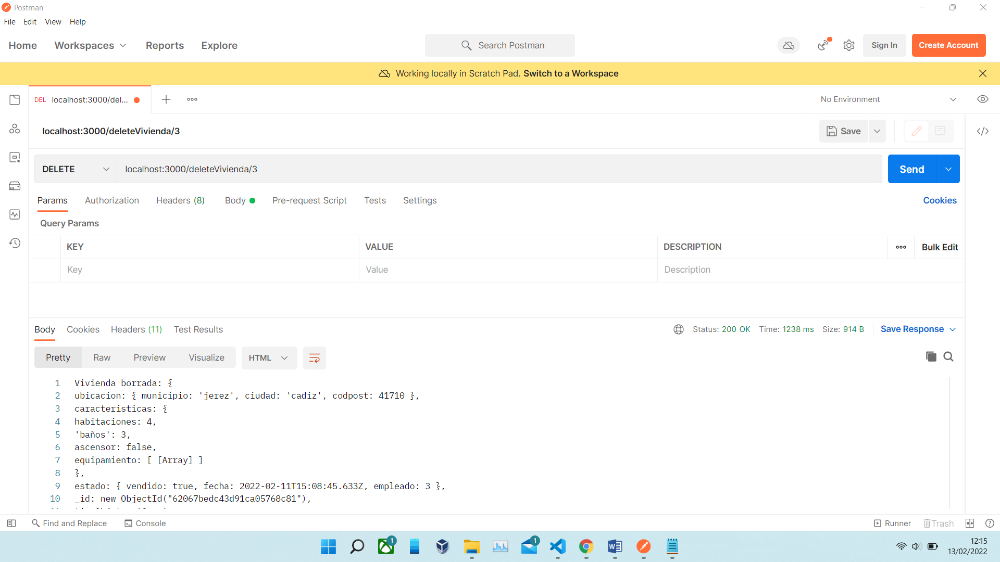 Postman
File Edit View Help
Home Workspaces Reports Explore Search Postman Sign In Create Account
Working locally in Scratch Pad. Switch to a Workspace
DEL localhost:3000/del... No Environment
localhost:3000/deleteVivienda/3 Save
DELETE localhost:3000/deleteVivienda/3 Send
Params Authorization Headers (8) Body Pre-request Script Tests Settings Cookies
Query Params
KEY VALUE DESCRIPTION Bulk Edit
Key Value Description
Body Cookies Headers (11) Test Results Status: 200 OK Time: 1238 ms Size: 914 B Save Response
Pretty Raw Preview Visualize HTML
1 Vivienda borrada: {
2 ubicacion: { municipio: 'jerez', ciudad: 'cadiz', codpost: 41710 },
3 caracteristicas: {
4 habitaciones: 4,
5 'baños': 3,
6 ascensor: false,
7 equipamiento: [ [Array] ]
8 },
9 estado: { vendido: true, fecha: 2022-02-11T15:08:45.633Z, empleado: 3 },
10 _id: new ObjectId("62067bedc43d91ca05768c81"),
Find and Replace Console Runner Trash
1 1
12:15
13/02/2022